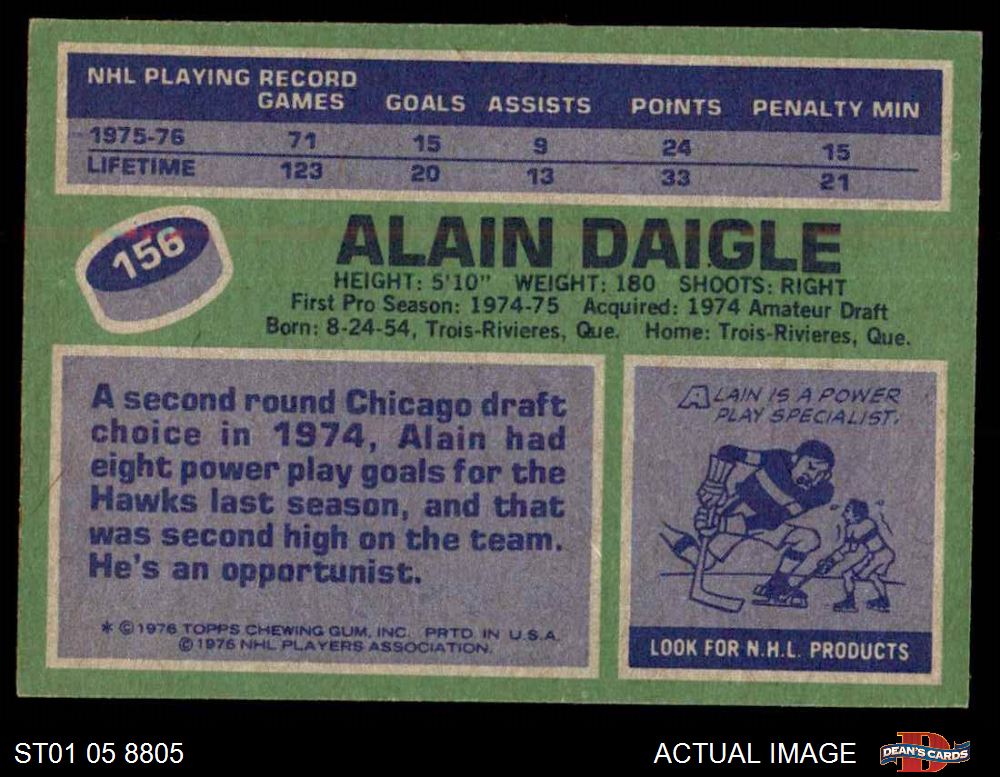 NHL PLAYING RECORD
GAMES GOALS ASSISTS POINTS PENALTY MIN
1975-76 71 15 9 24 15
LIFETIME 123 20 13 33 21
156
ALAIN DAIGLE
HEIGHT: 5'10" WEIGHT: 180 SHOOTS: RIGHT
First Pro Season: 1974-75 Acquired: 1974 Amateur Draft
Born: 8-24-54, Trois-Rivieres, Que. Home: Trois-Rivieres, Que.
A second round Chicago draft
choice in 1974, Alain had
eight power play goals for the
Hawks last season, and that
was second high on the team.
He's an opportunist.
* © 1976 TOPPS CHEWING GUM, INC. PRTD. IN U.S.A.
© 1976 NHL PLAYERS ASSOCIATION.
ALAIN IS A POWER
PLAY SPECIALIST.
LOOK FOR N.H.L. PRODUCTS
ST01 05 8805
ACTUAL IMAGE
D
DEAN'S CARDS